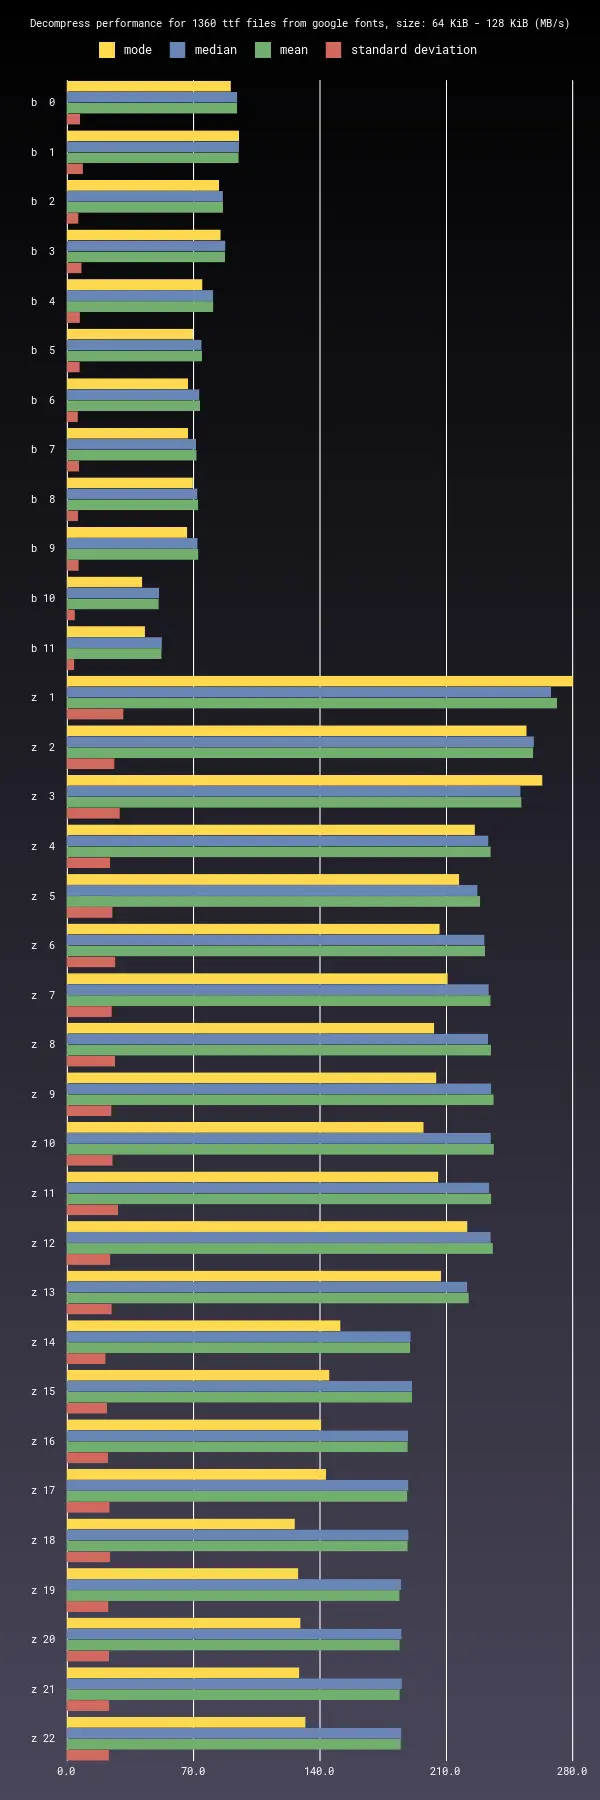 Decompress performance for 1360 ttf files from google fonts, size: 64 KiB - 128 KiB (MB/s)
mode median mean standard deviation
b 0
b 1
b 2
b 3
b 4
b 5
b 6
b 7
b 8
b 9
b 10
b 11
z 1
z 2
z 3
z 4
z 5
z 6
z 7
z 8
z 9
z 10
z 11
z 12
z 13
z 14
z 15
z 16
z 17
z 18
z 19
z 20
z 21
z 22
0.0 70.0 140.0 210.0 280.0